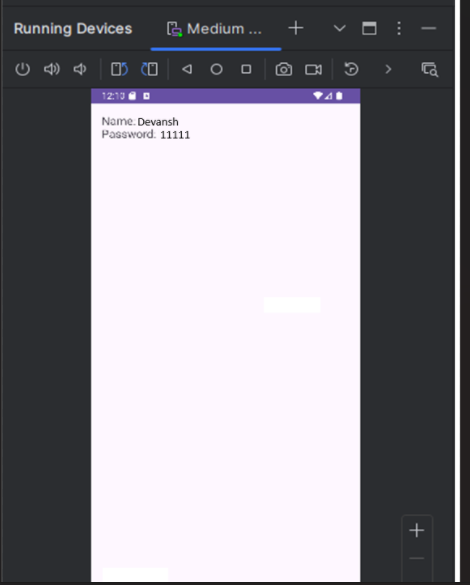 Running Devices
Medium ...
12:10
Name: Devansh
Password: 11111